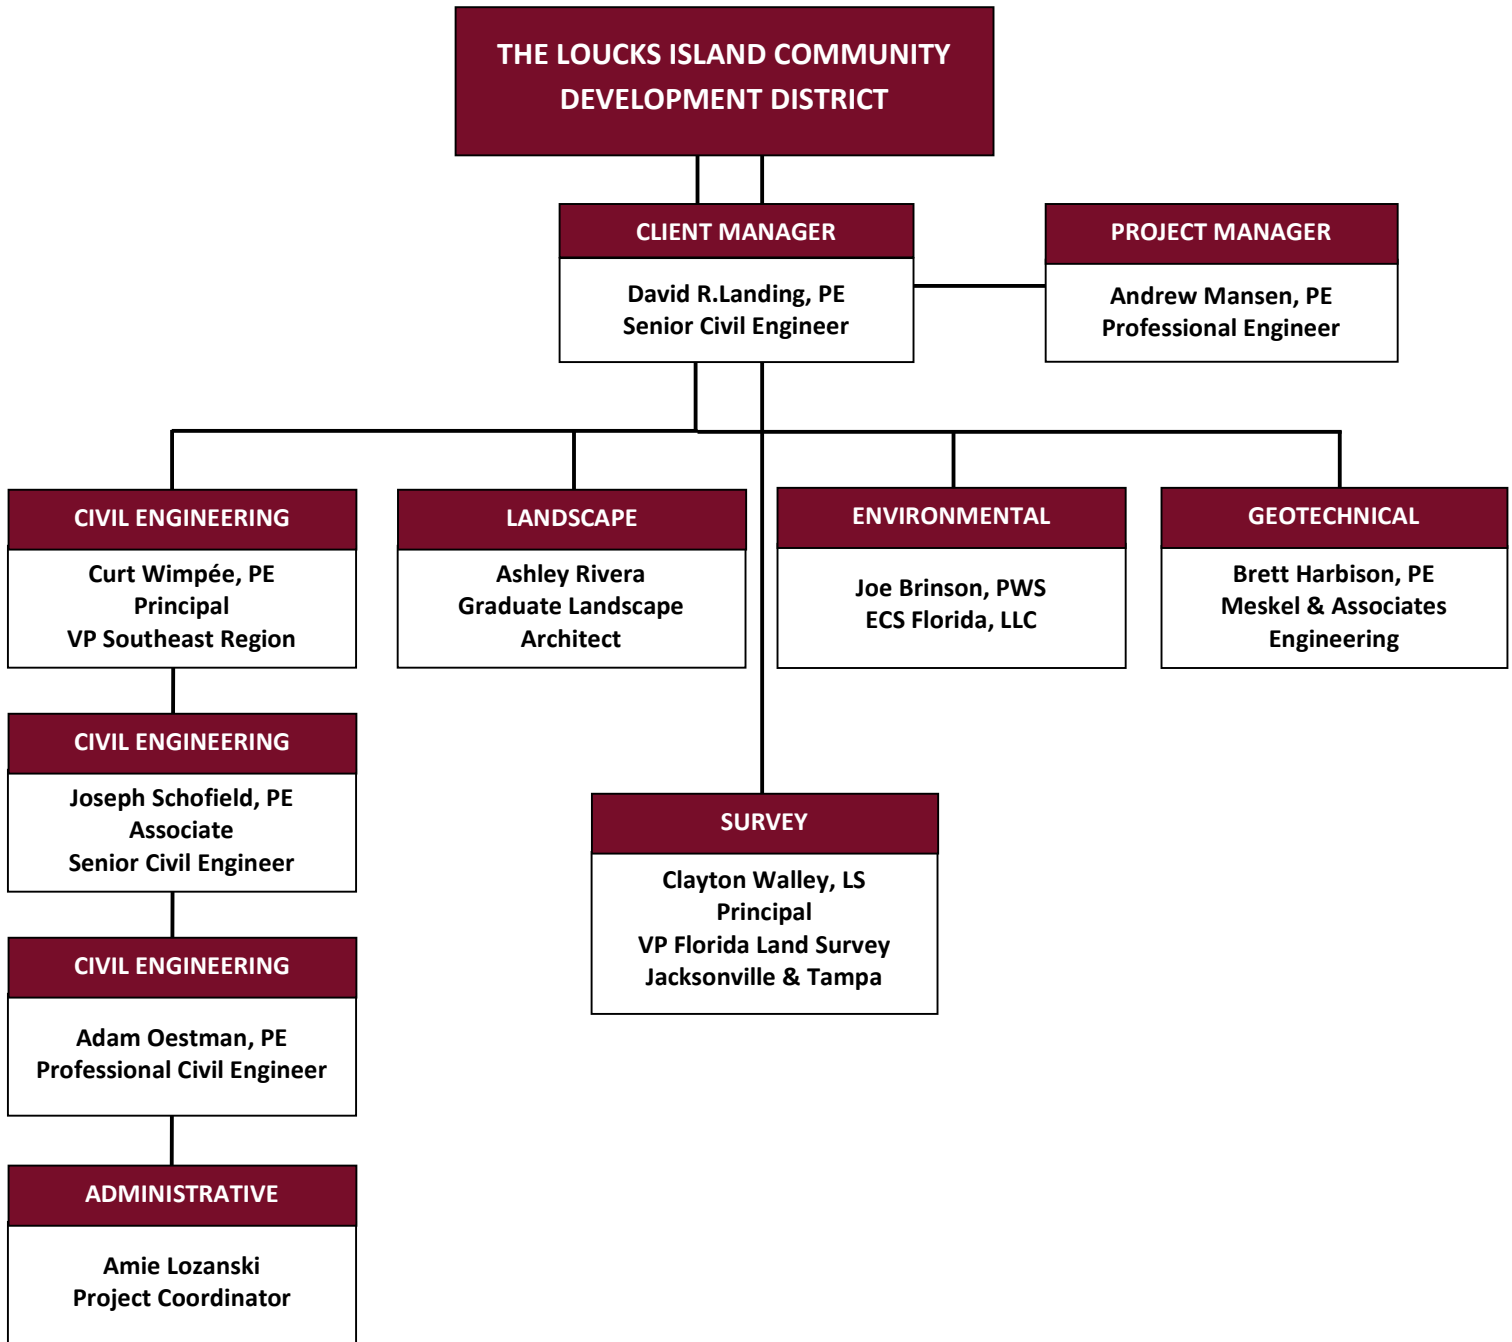 THE LOUCKS ISLAND COMMUNITY
DEVELOPMENT DISTRICT
CLIENT MANAGER
David R.Landing, PE
Senior Civil Engineer
PROJECT MANAGER
Andrew Mansen, PE
Professional Engineer
CIVIL ENGINEERING
Curt Wimpée, PE
Principal
VP Southeast Region
LANDSCAPE
Ashley Rivera
Graduate Landscape
Architect
ENVIRONMENTAL
Joe Brinson, PWS
ECS Florida, LLC
GEOTECHNICAL
Brett Harbison, PE
Meskel & Associates
Engineering
CIVIL ENGINEERING
Joseph Schofield, PE
Associate
Senior Civil Engineer
SURVEY
Clayton Walley, LS
Principal
VP Florida Land Survey
Jacksonville & Tampa
CIVIL ENGINEERING
Adam Oestman, PE
Professional Civil Engineer
ADMINISTRATIVE
Amie Lozanski
Project Coordinator